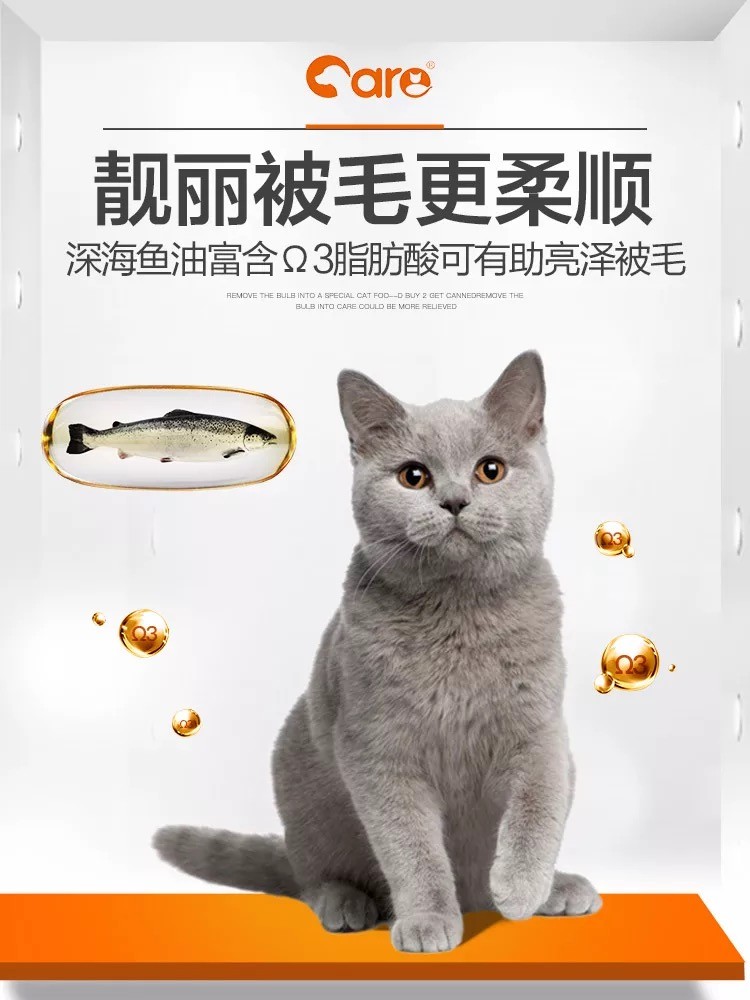 Care®
靓丽被毛更柔顺
深海鱼油富含Ω3脂肪酸可有助亮泽被毛
REMOVE THE BULB INTO A SPECIAL CAT FOO---D BUY 2 GET CANNEDREMOVE THE
BULB INTO CARE COULD BE MORE RELIEVED
Ω3
Ω3
Ω3
Ω3